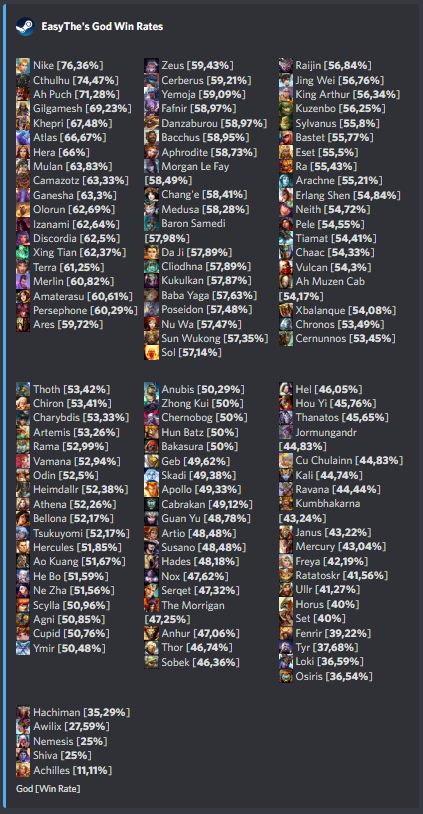 EasyThe's God Win Rates
Nike [76,36%]
Cthulhu [74,47%]
Ah Puch [71,28%]
Gilgamesh [69,23%]
Khepri [67,48%]
Atlas [66,67%]
Hera [66%]
Mulan [63,83%]
Camazotz [63,33%]
Ganesha [63,3%]
Olorun [62,69%]
Izanami [62,64%]
Discordia [62,5%]
Xing Tian [62,37%]
Terra [61,25%]
Merlin [60,82%]
Amaterasu [60,61%]
Persephone [60,29%]
Ares [59,72%]
Zeus [59,43%]
Cerberus [59,21%]
Yemoja [59,09%]
Fafnir [58,97%]
Danzaburou [58,97%]
Bacchus [58,95%]
Aphrodite [58,73%]
Morgan Le Fay
[58,49%]
Chang'e [58,41%]
Medusa [58,28%]
Baron Samedi
[57,98%]
Da Ji [57,89%]
Cliodhna [57,89%]
Kukulkan [57,87%]
Baba Yaga [57,63%]
Poseidon [57,48%]
Nu Wa [57,47%]
Sun Wukong [57,35%]
Sol [57,14%]
Raijin [56,84%]
Jing Wei [56,76%]
King Arthur [56,34%]
Kuzenbo [56,25%]
Sylvanus [55,8%]
Bastet [55,77%]
Eset [55,5%]
Ra [55,43%]
Arachne [55,21%]
Erlang Shen [54,84%]
Neith [54,72%]
Pele [54,55%]
Tiamat [54,41%]
Chaac [54,33%]
Vulcan [54,3%]
Ah Muzen Cab
[54,17%]
Xbalanque [54,08%]
Chronos [53,49%]
Cernunnos [53,45%]
Thoth [53,42%]
Chiron [53,41%]
Charybdis [53,33%]
Artemis [53,26%]
Rama [52,99%]
Vamana [52,94%]
Odin [52,5%]
Heimdallr [52,38%]
Athena [52,26%]
Bellona [52,17%]
Tsukuyomi [52,17%]
Hercules [51,85%]
Ao Kuang [51,67%]
He Bo [51,59%]
Ne Zha [51,56%]
Scylla [50,96%]
Agni [50,85%]
Cupid [50,76%]
Ymir [50,48%]
Anubis [50,29%]
Zhong Kui [50%]
Chernobog [50%]
Hun Batz [50%]
Bakasura [50%]
Geb [49,62%]
Skadi [49,38%]
Apollo [49,33%]
Cabrakan [49,12%]
Guan Yu [48,78%]
Artio [48,48%]
Susano [48,48%]
Hades [48,18%]
Nox [47,62%]
Serqet [47,32%]
The Morrigan
[47,25%]
Anhur [47,06%]
Thor [46,74%]
Sobek [46,36%]
Hel [46,05%]
Hou Yi [45,76%]
Thanatos [45,65%]
Jormungandr
[44,83%]
Cu Chulainn [44,83%]
Kali [44,74%]
Ravana [44,44%]
Kumbhakarna
[43,24%]
Janus [43,22%]
Mercury [43,04%]
Freya [42,19%]
Ratatoskr [41,56%]
Ullr [41,27%]
Horus [40%]
Set [40%]
Fenrir [39,22%]
Tyr [37,68%]
Loki [36,59%]
Osiris [36,54%]
Hachiman [35,29%]
Awilix [27,59%]
Nemesis [25%]
Shiva [25%]
Achilles [11,11%]
God [Win Rate]